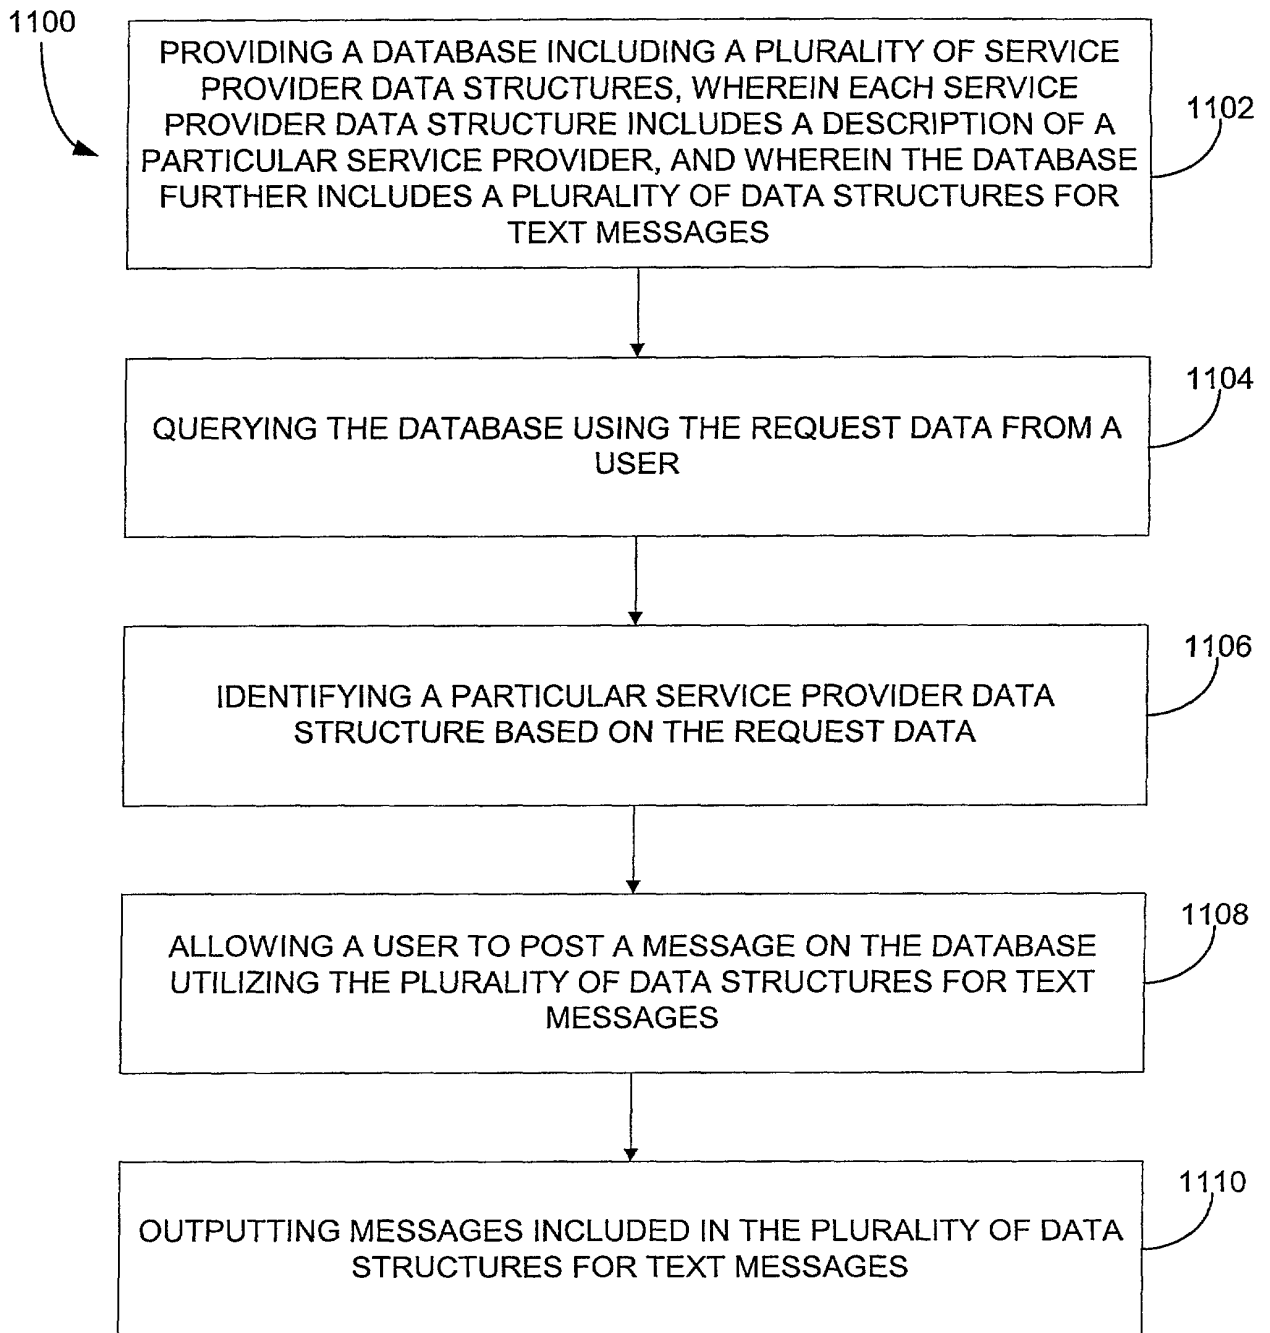 1100
PROVIDING A DATABASE INCLUDING A PLURALITY OF SERVICE
PROVIDER DATA STRUCTURES, WHEREIN EACH SERVICE
PROVIDER DATA STRUCTURE INCLUDES A DESCRIPTION OF A
PARTICULAR SERVICE PROVIDER, AND WHEREIN THE DATABASE
FURTHER INCLUDES A PLURALITY OF DATA STRUCTURES FOR
TEXT MESSAGES
1102
QUERYING THE DATABASE USING THE REQUEST DATA FROM A
USER
1104
IDENTIFYING A PARTICULAR SERVICE PROVIDER DATA
STRUCTURE BASED ON THE REQUEST DATA
1106
ALLOWING A USER TO POST A MESSAGE ON THE DATABASE
UTILIZING THE PLURALITY OF DATA STRUCTURES FOR TEXT
MESSAGES
1108
OUTPUTTING MESSAGES INCLUDED IN THE PLURALITY OF DATA
STRUCTURES FOR TEXT MESSAGES
1110